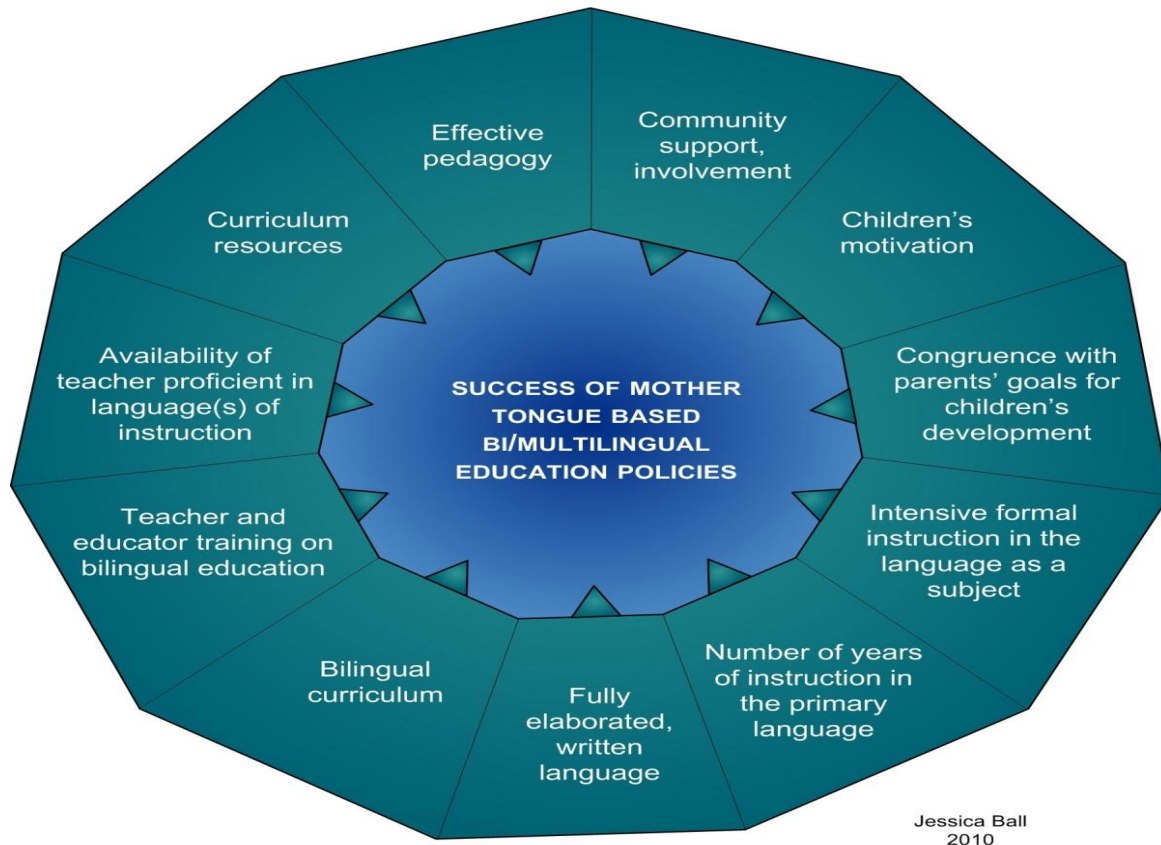 Effective
pedagogy
Community
support,
involvement
Children's
motivation
Congruence with
parents' goals for
children's
development
Intensive formal
instruction in the
language as a
subject
Number of years
of instruction in
the primary
language
Fully
elaborated,
written
language
Bilingual
curriculum
Teacher and
educator training on
bilingual education
Availability of
teacher proficient in
language(s) of
instruction
Curriculum
resources
SUCCESS OF MOTHER
TONGUE BASED
BI/MULTILINGUAL
EDUCATION POLICIES
Jessica Ball
2010